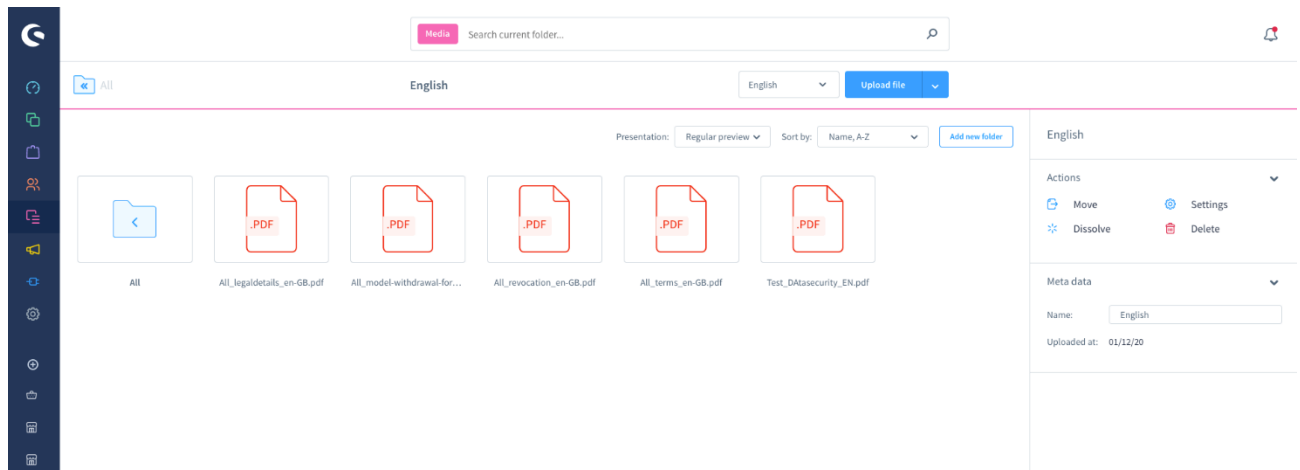 Media Search current folder...
All English English Upload file
Presentation: Regular preview Sort by: Name, A-Z Add new folder
English
Actions
Move Settings
Dissolve Delete
.PDF .PDF .PDF .PDF .PDF
All All_legaldetails_en-GB.pdf All_model-withdrawal-for... All_revocation_en-GB.pdf All_terms_en-GB.pdf Test_DAtasecurity_EN.pdf
Meta data
Name: English
Uploaded at: 01/12/20